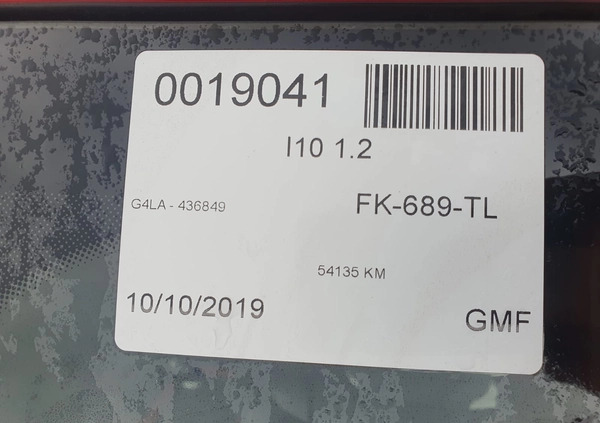 0019041
I10 1.2
G4LA - 436849
FK-689-TL
54135 KM
10/10/2019
GMF